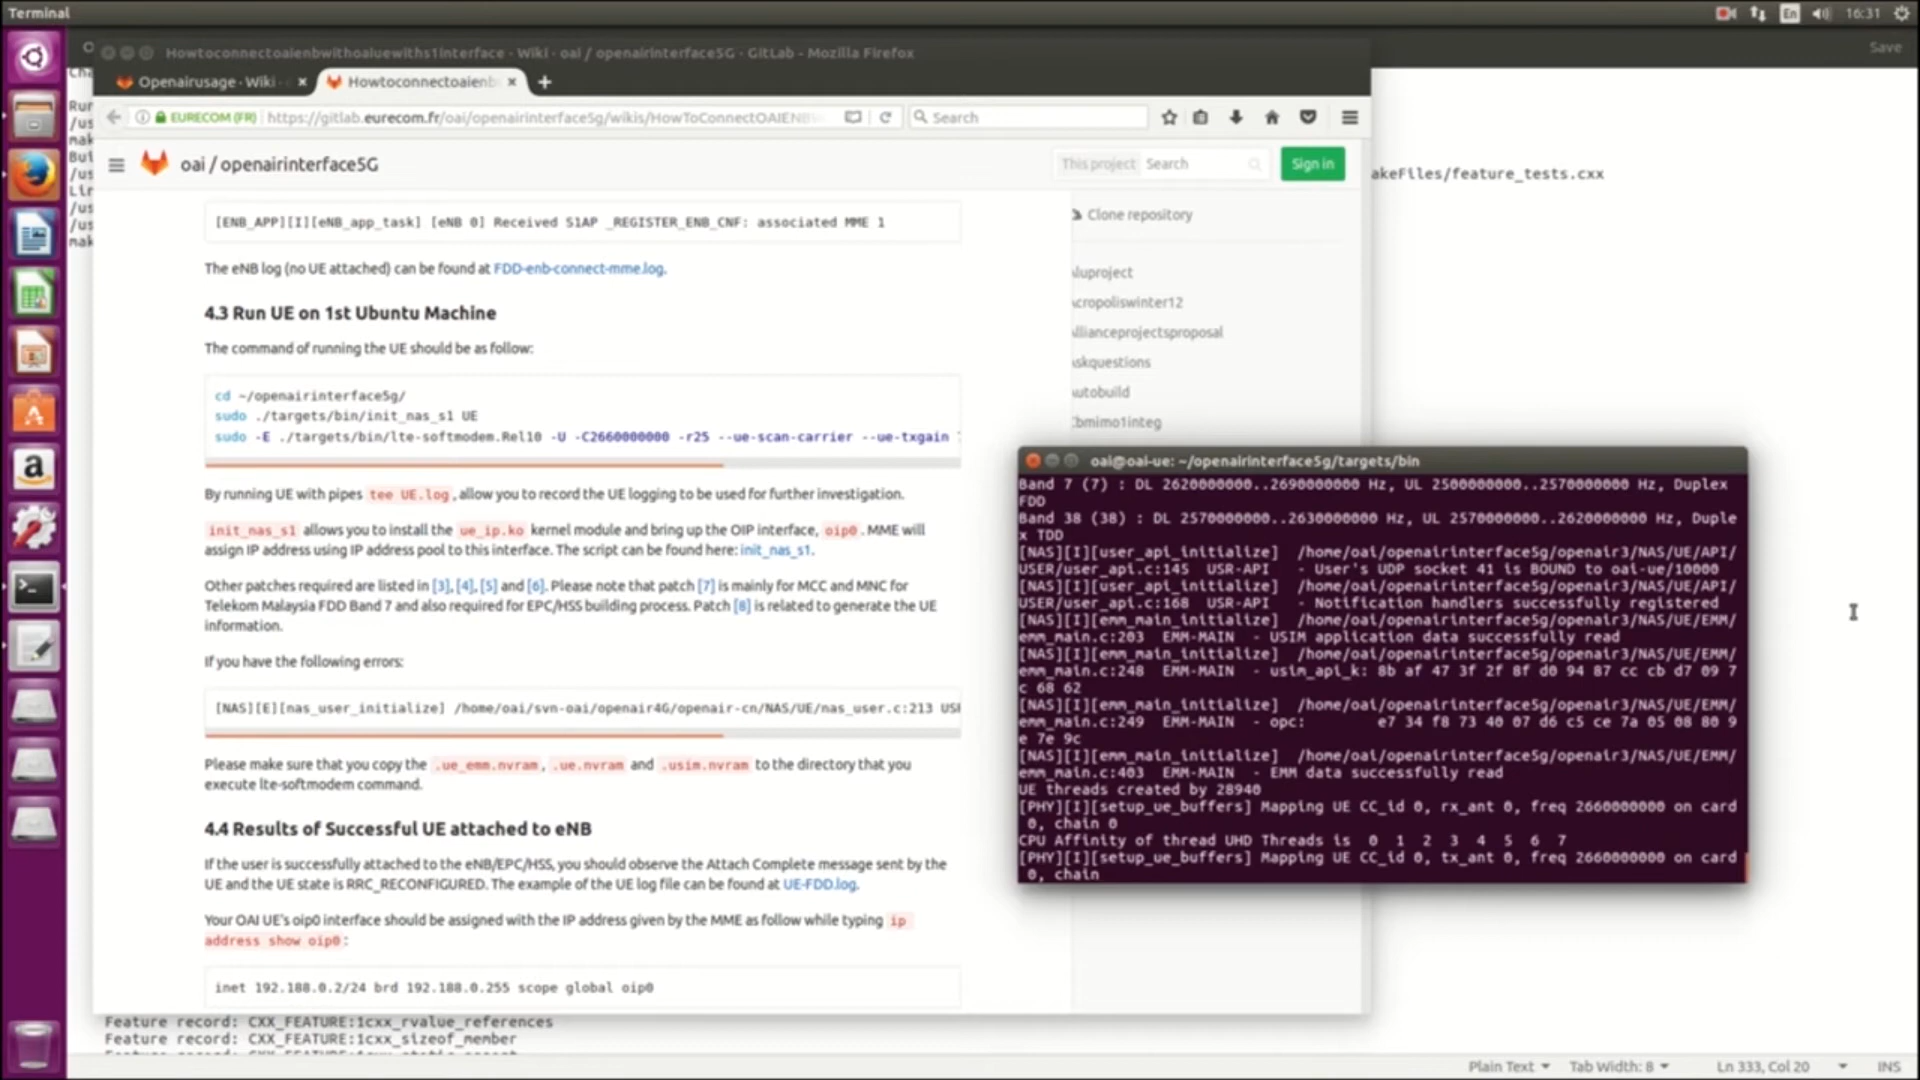 Terminal
En
16:31
Howtoconnectoaienbwithoaiuewiths1interface - Wiki - oai / openairinterface5G - GitLab - Mozilla Firefox
Save
Openairusage · Wiki ·
Howtoconnectoaienb
EURECOM (FR)
https://gitlab.eurecom.fr/oai/openairinterface5g/wikis/HowToConnectOAIENB
Search
oai / openairinterface5G
This project
Search
Sign in
Run
/us
mak
Bui
/us
Lin
/us
/us
mak
akeFiles/feature_tests.cxx
[ENB_APP][I][eNB_app_task] [eNB 0] Received S1AP _REGISTER_ENB_CNF: associated MME 1
The eNB log (no UE attached) can be found at FDD-enb-connect-mme.log.
4.3 Run UE on 1st Ubuntu Machine
The command of running the UE should be as follow:
cd ~/openairinterface5g/
sudo ./targets/bin/init_nas_s1 UE
sudo -E ./targets/bin/lte-softmodem.Rel10 -U -C2660000000 -r25 --ue-scan-carrier --ue-txgain
By running UE with pipes tee UE.log, allow you to record the UE logging to be used for further investigation.
init_nas_s1 allows you to install the ue_ip.ko kernel module and bring up the OIP interface, oip0. MME will
assign IP address using IP address pool to this interface. The script can be found here: init_nas_s1.
Other patches required are listed in [3], [4], [5] and [6]. Please note that patch [7] is mainly for MCC and MNC for
Telekom Malaysia FDD Band 7 and also required for EPC/HSS building process. Patch [8] is related to generate the UE
information.
If you have the following errors:
[NAS][E][nas_user_initialize] /home/oai/svn-oai/openair4G/openair-cn/NAS/UE/nas_user.c:213 USE
Please make sure that you copy the .ue_emm.nvram, .ue.nvram and .usim.nvram to the directory that you
execute lte-softmodem command.
4.4 Results of Successful UE attached to eNB
If the user is successfully attached to the eNB/EPC/HSS, you should observe the Attach Complete message sent by the
UE and the UE state is RRC_RECONFIGURED. The example of the UE log file can be found at UE-FDD.log.
Your OAI UE's oip0 interface should be assigned with the IP address given by the MME as follow while typing ip
address show oip0:
inet 192.188.0.2/24 brd 192.188.0.255 scope global oip0
Clone repository
Aluproject
Acropoliswinter12
Allianceprojectsproposal
Askquestions
Autobuild
Cbmimo1integ
oai@oai-ue: ~/openairinterface5g/targets/bin
Band 7 (7) : DL 2620000000..2690000000 Hz, UL 2500000000..2570000000 Hz, Duplex
FDD
Band 38 (38) : DL 2570000000..2630000000 Hz, UL 2570000000..2620000000 Hz, Duple
x TDD
[NAS][I][user_api_initialize]  /home/oai/openairinterface5g/openair3/NAS/UE/API/
USER/user_api.c:145  USR-API   - User's UDP socket 41 is BOUND to oai-ue/10000
[NAS][I][user_api_initialize]  /home/oai/openairinterface5g/openair3/NAS/UE/API/
USER/user_api.c:168  USR-API   - Notification handlers successfully registered
[NAS][I][emm_main_initialize]  /home/oai/openairinterface5g/openair3/NAS/UE/EMM/
emm_main.c:203  EMM-MAIN  - USIM application data successfully read
[NAS][I][emm_main_initialize]  /home/oai/openairinterface5g/openair3/NAS/UE/EMM/
emm_main.c:248  EMM-MAIN  - usim_api_k: 8b af 47 3f 2f 8f d0 94 87 cc cb d7 09 7
c 68 62
[NAS][I][emm_main_initialize]  /home/oai/openairinterface5g/openair3/NAS/UE/EMM/
emm_main.c:249  EMM-MAIN  - opc:       e7 34 f8 73 40 07 d6 c5 ce 7a 05 08 80 9
e 7e 9c
[NAS][I][emm_main_initialize]  /home/oai/openairinterface5g/openair3/NAS/UE/EMM/
emm_main.c:403  EMM-MAIN  - EMM data successfully read
UE threads created by 28940
[PHY][I][setup_ue_buffers] Mapping UE CC_id 0, rx_ant 0, freq 2660000000 on card
0, chain 0
CPU Affinity of thread UHD Threads is  0  1  2  3  4  5  6  7
[PHY][I][setup_ue_buffers] Mapping UE CC_id 0, tx_ant 0, freq 2660000000 on card
0, chain
Feature record: CXX_FEATURE:1cxx_rvalue_references
Feature record: CXX_FEATURE:1cxx_sizeof_member
Plain Text
Tab Width: 8
Ln 333, Col 20
INS